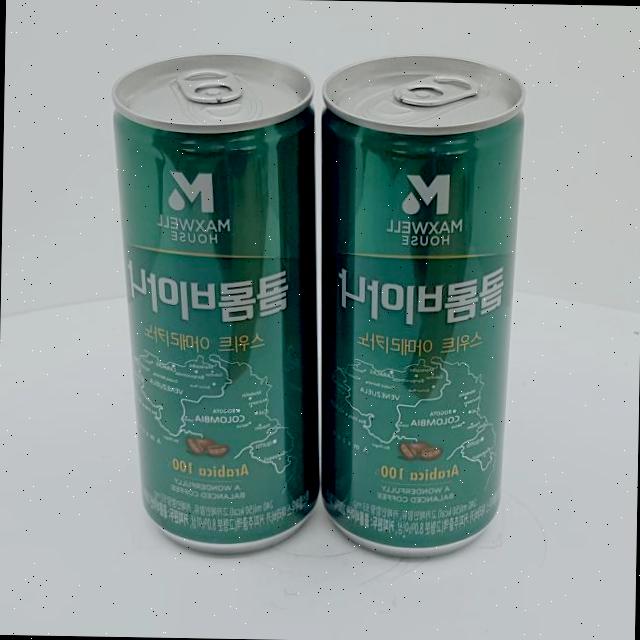 MAXWELL
HOUSE
콜롬비아나
스위트 아메리카노
VENEZUELA
BOGOTA
COLOMBIA
Arabica 100
A WONDERFULLY
BALANCED COFFEE
MAXWELL
HOUSE
콜롬비아나
스위트 아메리카노
VENEZUELA
BOGOTA
COLOMBIA
Arabica 100
A WONDERFULLY
BALANCED COFFEE